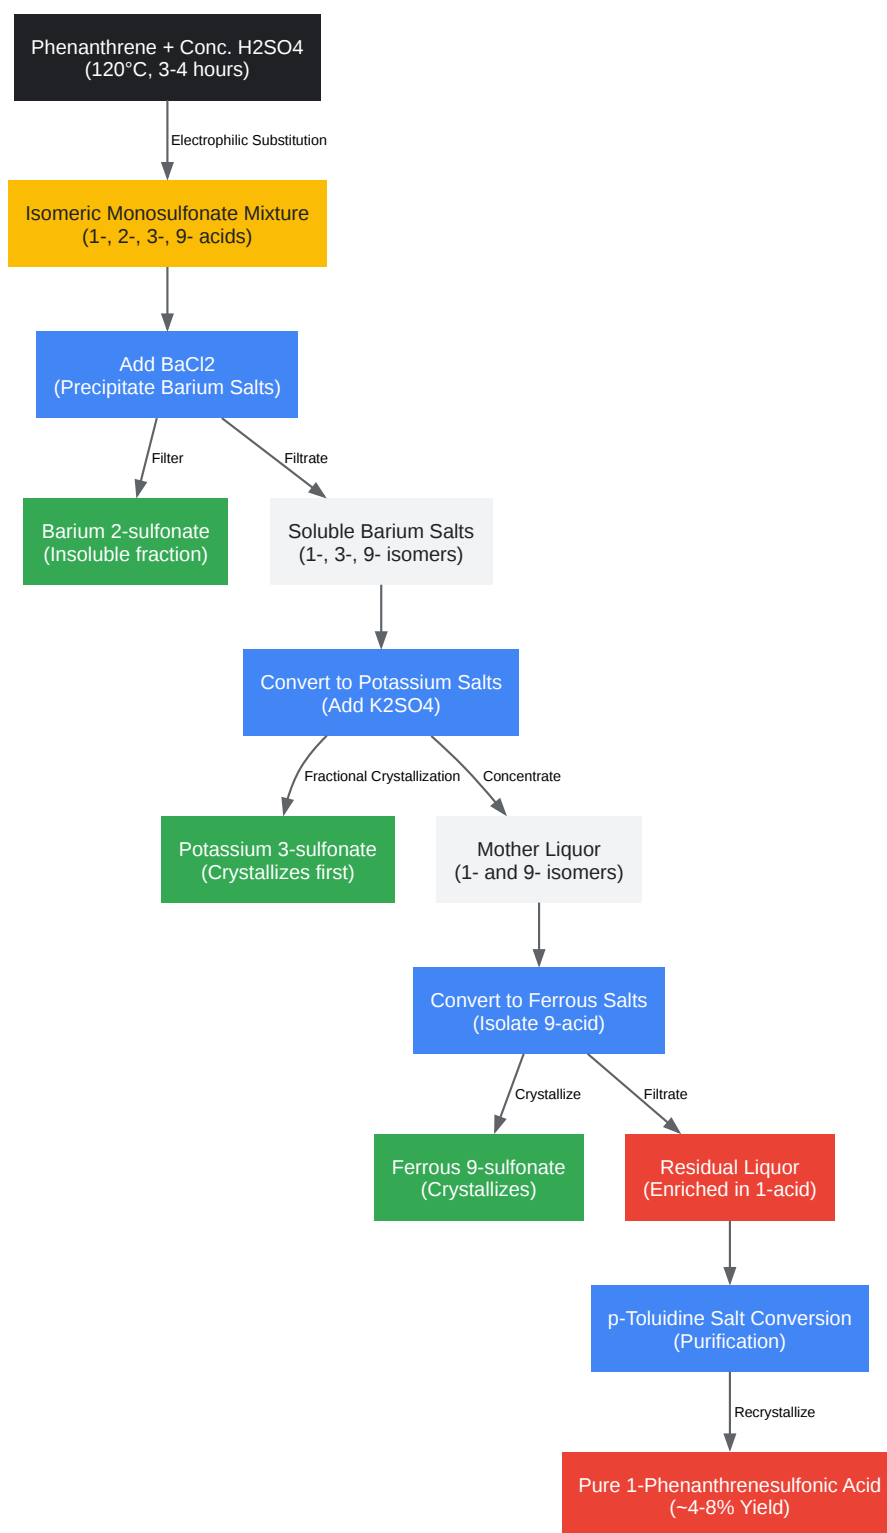 Phenanthrene + Conc. H2SO4
(120°C, 3-4 hours)
Electrophilic Substitution
Isomeric Monosulfonate Mixture
(1-, 2-, 3-, 9- acids)
Add BaCl2
(Precipitate Barium Salts)
Filter
Filtrate
Barium 2-sulfonate
(Insoluble fraction)
Soluble Barium Salts
(1-, 3-, 9- isomers)
Convert to Potassium Salts
(Add K2SO4)
Fractional Crystallization
Concentrate
Potassium 3-sulfonate
(Crystallizes first)
Mother Liquor
(1- and 9- isomers)
Convert to Ferrous Salts
(Isolate 9-acid)
Crystallize
Filtrate
Ferrous 9-sulfonate
(Crystallizes)
Residual Liquor
(Enriched in 1-acid)
p-Toluidine Salt Conversion
(Purification)
Recrystallize
Pure 1-Phenanthrenesulfonic Acid
(~4-8% Yield)